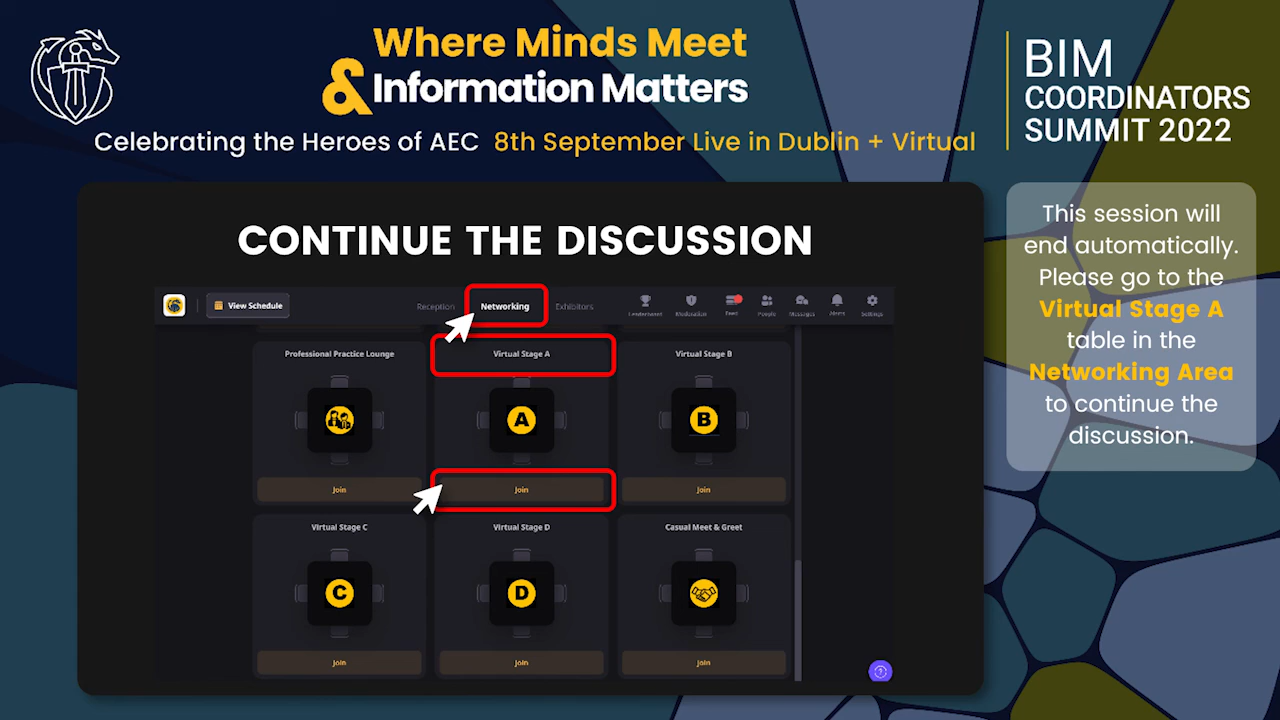 Where Minds Meet
& Information Matters
Celebrating the Heroes of AEC 8th September Live in Dublin + Virtual
BIM
COORDINATORS
SUMMIT 2022
CONTINUE THE DISCUSSION
View Schedule
Reception
Networking
Exhibitors
Leaderboard
Moderation
Feed
People
Messages
Alerts
Settings
Professional Practice Lounge
Virtual Stage A
Virtual Stage B
A
B
Join
Join
Join
Virtual Stage C
Virtual Stage D
Casual Meet & Greet
C
D
Join
Join
Join
This session will
end automatically.
Please go to the
Virtual Stage A
table in the
Networking Area
to continue the
discussion.